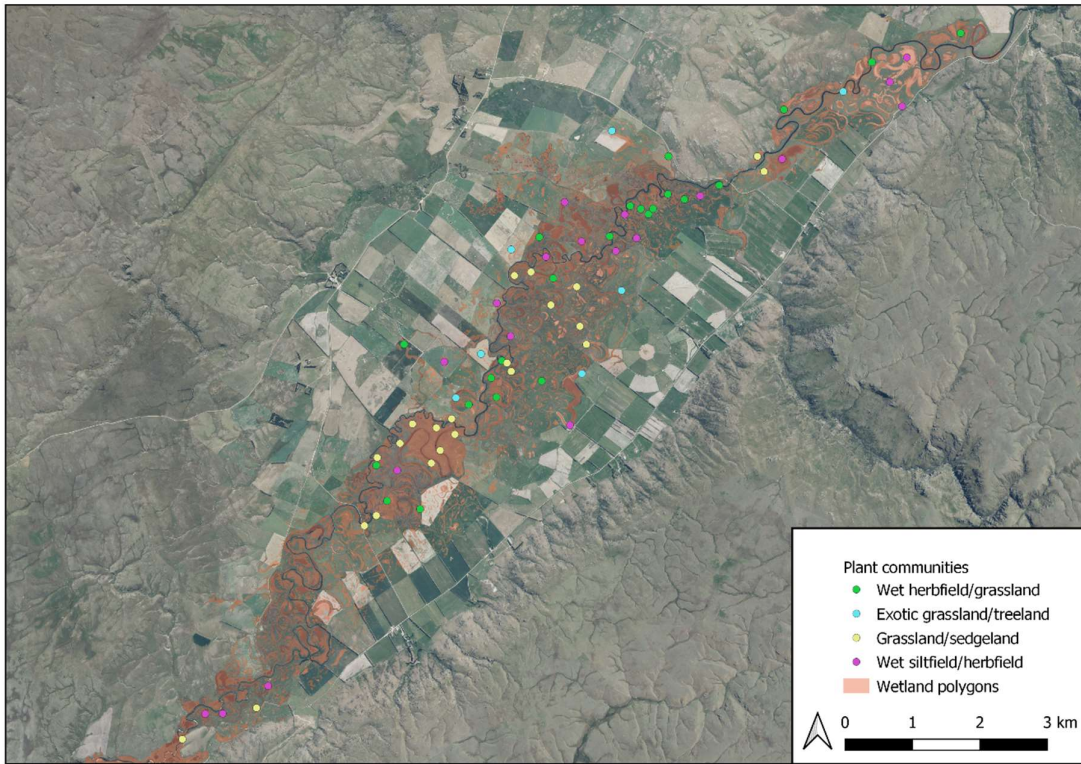 Plant communities
Wet herbfield/grassland
Exotic grassland/treeland
Grassland/sedgeland
Wet siltfield/herbfield
Wetland polygons
0 1 2 3 km